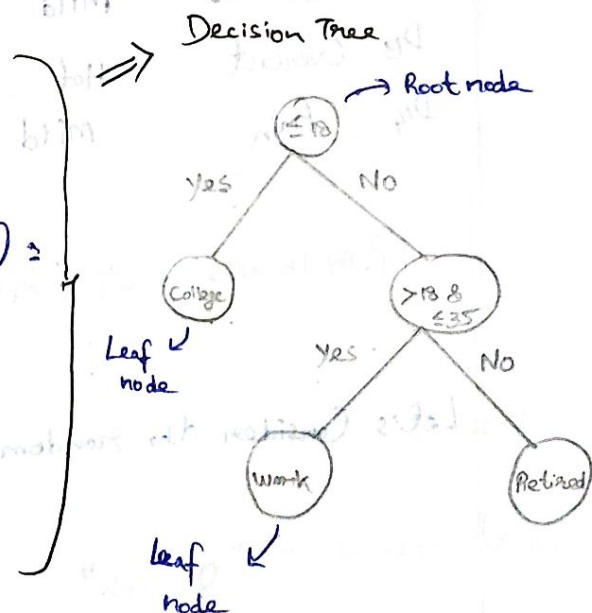 Decision Tree
Root node
≤ 18
Yes
No
College
>18 &
≤35
Leaf
node
Yes
No
Work
Retired
Leaf
node